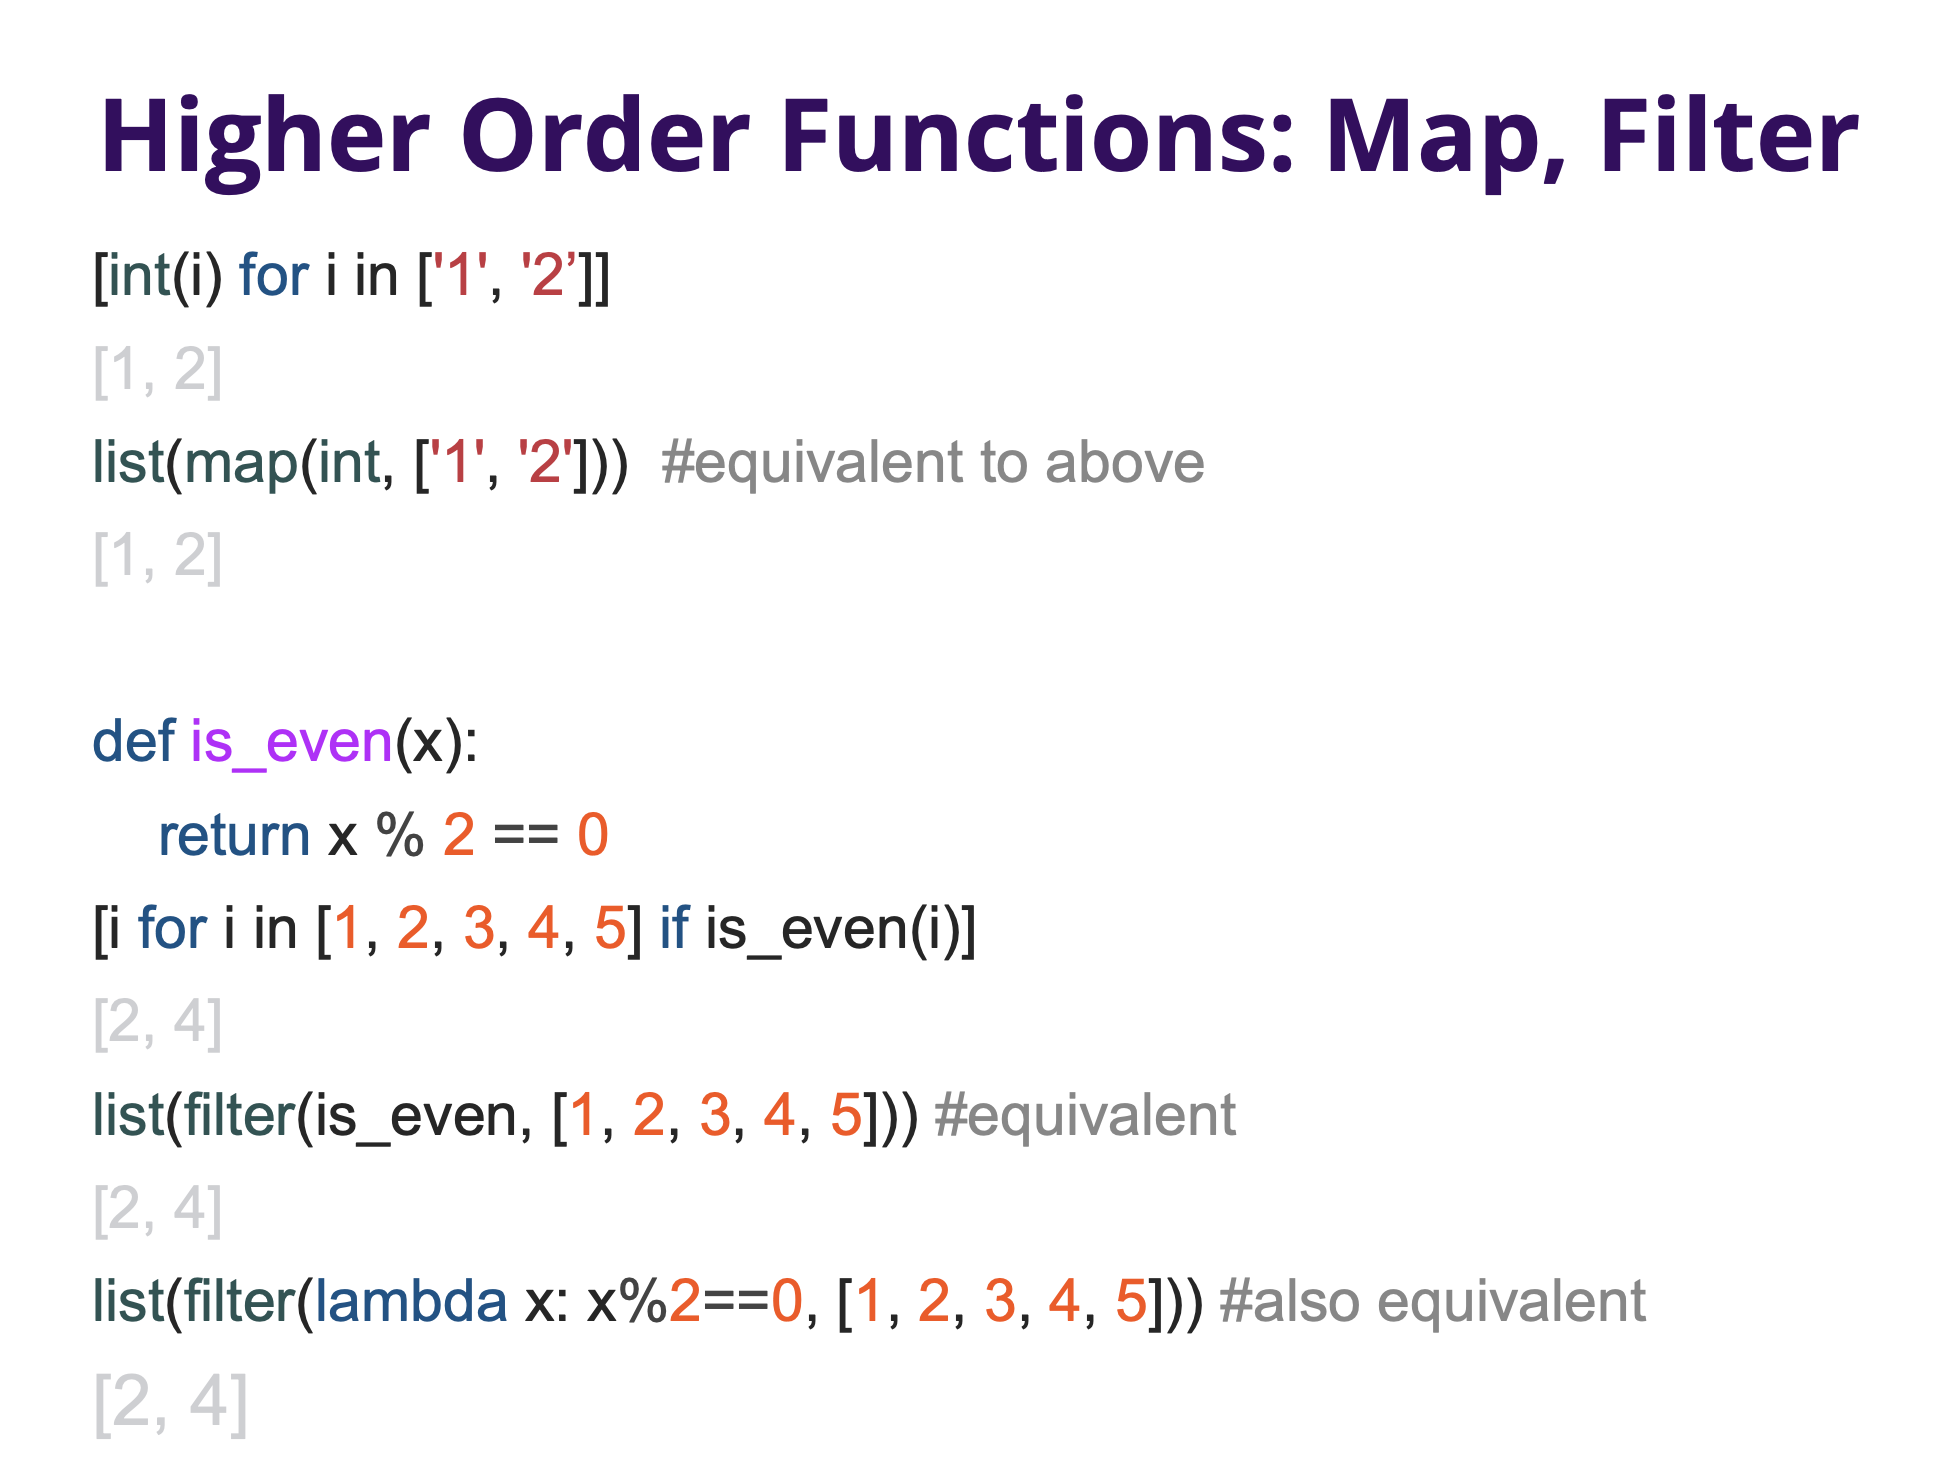 Higher Order Functions: Map, Filter
[int(i) for i in ['1', '2’]]
[1, 2]
list(map(int, ['1', '2']))  #equivalent to above
[1, 2]
def is_even(x):
    return x % 2 == 0
[i for i in [1, 2, 3, 4, 5] if is_even(i)]
[2, 4]
list(filter(is_even, [1, 2, 3, 4, 5])) #equivalent
[2, 4]
list(filter(lambda x: x%2==0, [1, 2, 3, 4, 5])) #also equivalent
[2, 4]